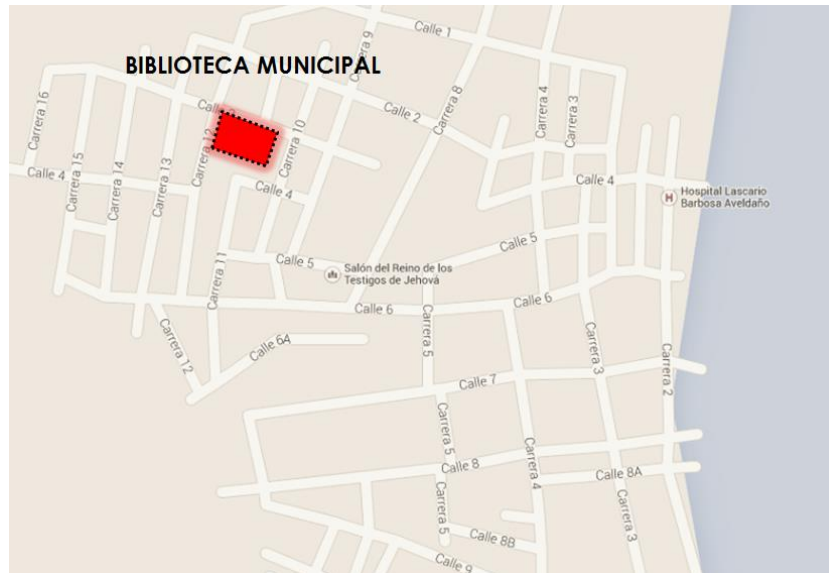 Calle 1
Carrera 9
BIBLIOTECA MUNICIPAL
Carrera 16
Carrera 8
Carrera 4
Carrera 3
Calle 2
Carrera 12
Carrera 10
Carrera 13
Carrera 14
Carrera 15
Calle 4
Calle 4
Calle 4
Hospital Lascario
Barbosa Aveldaño
H
Calle 5
Carrera 11
Calle 5
Salón del Reino de los
Testigos de Jehová
Calle 6
Calle 6
Carrera 5
Carrera 3
Carrera 12
Calle 6A
Carrera 2
Calle 7
Carrera 5
Calle 8
Carrera 4
Calle 8A
Carrera 5
Carrera 3
Calle 8B
Calle 9